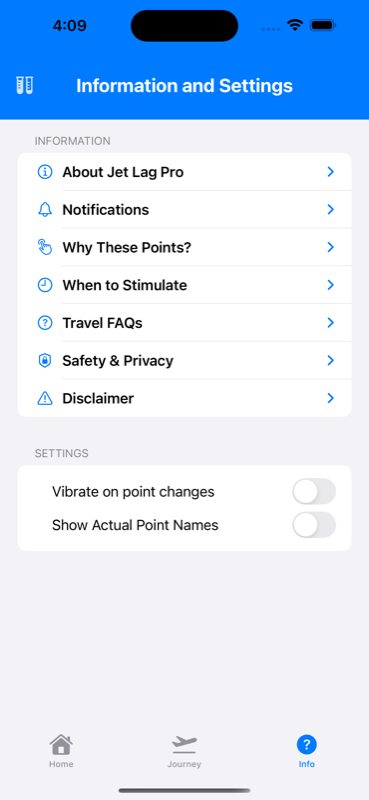 4:09
Information and Settings
INFORMATION
About Jet Lag Pro
Notifications
Why These Points?
When to Stimulate
Travel FAQs
Safety & Privacy
Disclaimer
SETTINGS
Vibrate on point changes
Show Actual Point Names
Home
Journey
Info